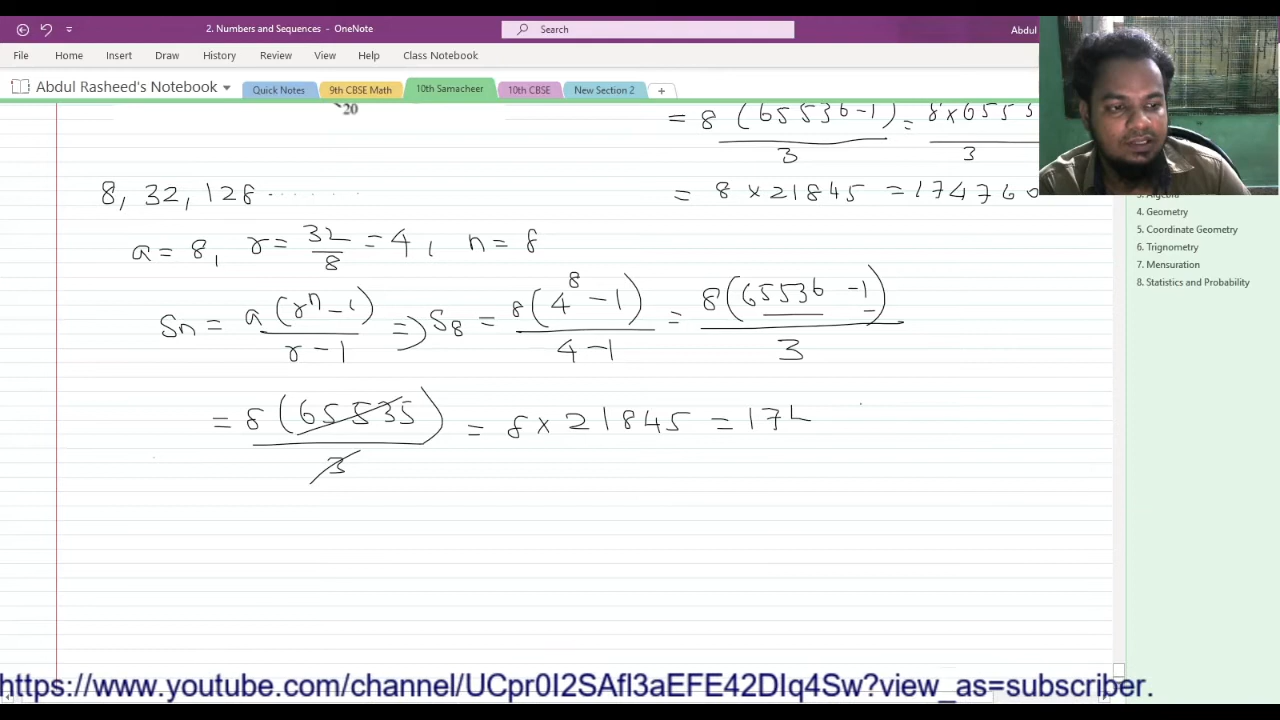 2. Numbers and Sequences - OneNote
Search
Abdul
File Home Insert Draw History Review View Help Class Notebook
Abdul Rasheed's Notebook
Quick Notes 9th CBSE Math 10th Samacheer 10th CBSE New Section 2 +
20
= 8 (65536-1)/3 = 8×6553
3
= 8 × 21845 = 174760
8, 32, 128 ........
a = 8, r = 32/8 = 4, n = 8
Sn = a(r^n - 1)/(r - 1) => S8 = 8(4^8 - 1)/(4 - 1) = 8(65536 - 1)/3
= 8(65535)/3 = 8 × 21845 = 17
3. Algebra
4. Geometry
5. Coordinate Geometry
6. Trignometry
7. Mensuration
8. Statistics and Probability
https://www.youtube.com/channel/UCpr0I2SAfl3aEFE42DIq4Sw?view_as=subscriber.